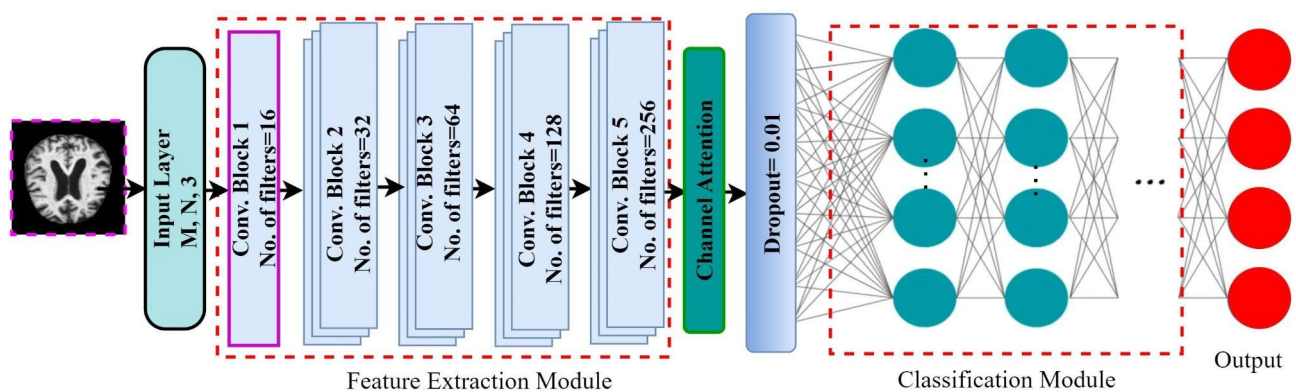 Input Layer
M, N, 3
Conv. Block 1
No. of filters=16
Conv. Block 2
No. of filters=32
Conv. Block 3
No. of filters=64
Conv. Block 4
No. of filters=128
Conv. Block 5
No. of filters=256
Channel Attention
Dropout= 0.01
...
Output
Feature Extraction Module
Classification Module